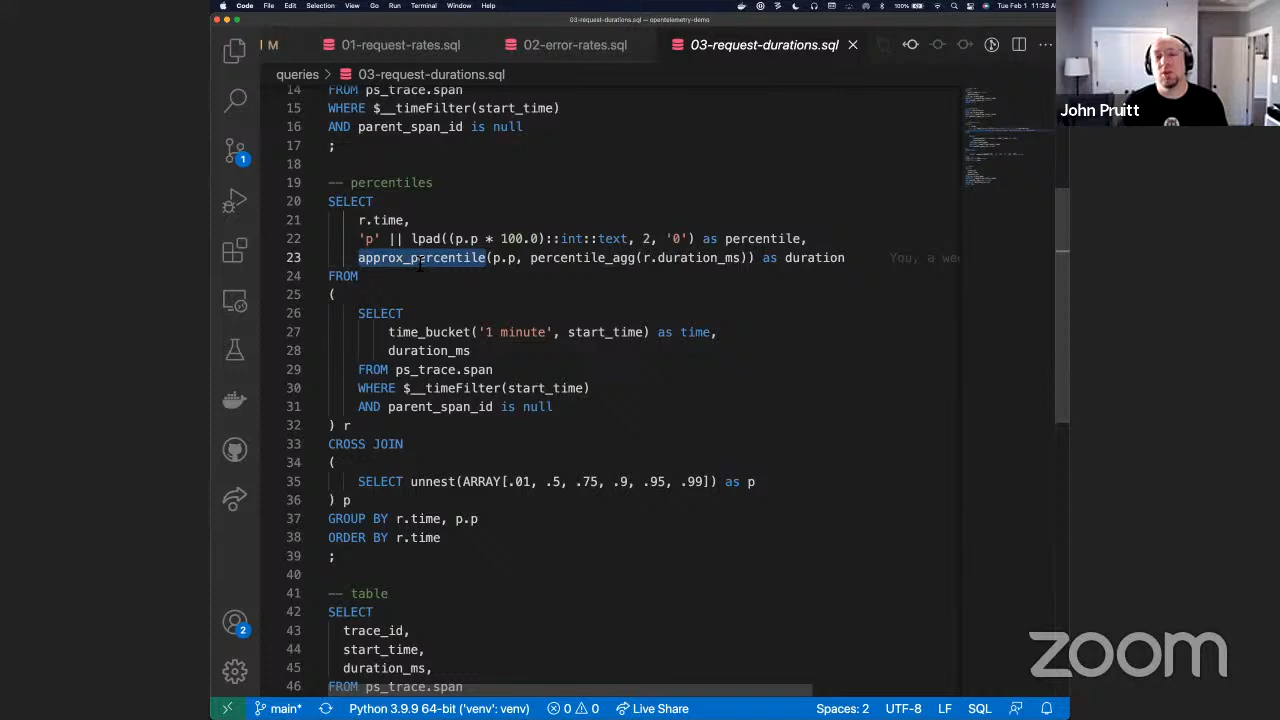 Code File Edit Selection View Go Run Terminal Window Help 100% Tue Feb 1 11:28 AM
03-request-durations.sql — opentelemetry-demo
M 01-request-rates.sql 02-error-rates.sql 03-request-durations.sql
queries > 03-request-durations.sql
14 FROM ps_trace.span
15 WHERE $__timeFilter(start_time)
16 AND parent_span_id is null
17 ;
18
19 -- percentiles
20 SELECT
21 r.time,
22 'p' || lpad((p.p * 100.0)::int::text, 2, '0') as percentile,
23 approx_percentile(p.p, percentile_agg(r.duration_ms)) as duration You, a wee
24 FROM
25 (
26 SELECT
27 time_bucket('1 minute', start_time) as time,
28 duration_ms
29 FROM ps_trace.span
30 WHERE $__timeFilter(start_time)
31 AND parent_span_id is null
32 ) r
33 CROSS JOIN
34 (
35 SELECT unnest(ARRAY[.01, .5, .75, .9, .95, .99]) as p
36 ) p
37 GROUP BY r.time, p.p
38 ORDER BY r.time
39 ;
40
41 -- table
42 SELECT
43 trace_id,
44 start_time,
45 duration_ms,
46 FROM ps_trace.span
1
2
main* Python 3.9.9 64-bit ('venv': venv) 0 0 Live Share Spaces: 2 UTF-8 LF SQL
John Pruitt
zoom